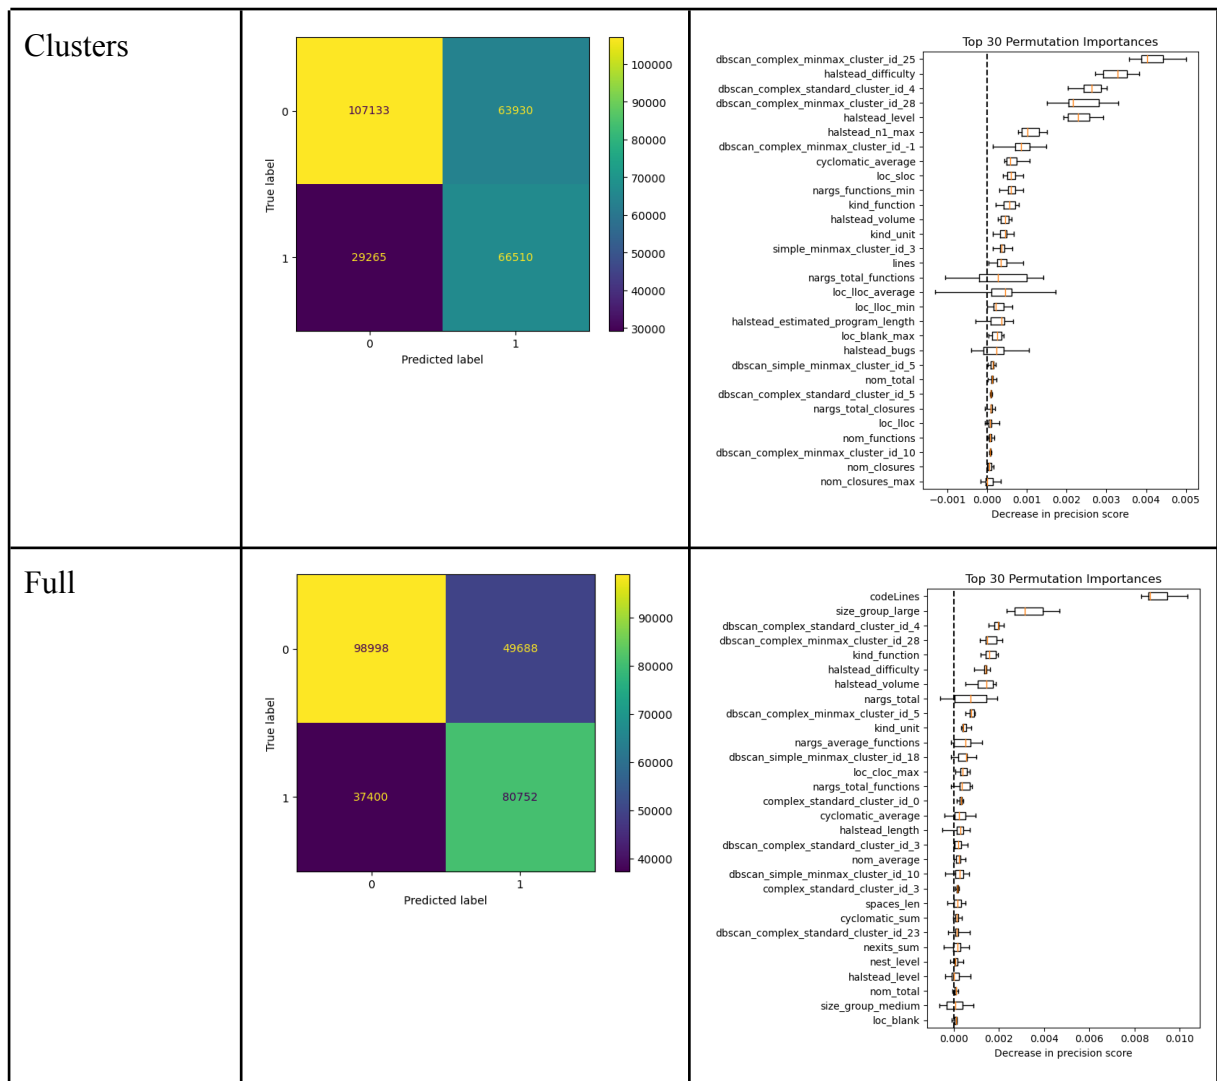 Clusters
0
107133
63930
1
29265
66510
True label
0
1
Predicted label
100000
90000
80000
70000
60000
50000
40000
30000
Top 30 Permutation Importances
dbscan_complex_minmax_cluster_id_25
halstead_difficulty
dbscan_complex_standard_cluster_id_4
dbscan_complex_minmax_cluster_id_28
halstead_level
halstead_n1_max
dbscan_complex_minmax_cluster_id_-1
cyclomatic_average
loc_sloc
nargs_functions_min
kind_function
halstead_volume
kind_unit
simple_minmax_cluster_id_3
lines
nargs_total_functions
loc_lloc_average
loc_lloc_min
halstead_estimated_program_length
loc_blank_max
halstead_bugs
dbscan_simple_minmax_cluster_id_5
nom_total
dbscan_complex_standard_cluster_id_5
nargs_total_closures
loc_lloc
nom_functions
dbscan_complex_minmax_cluster_id_10
nom_closures
nom_closures_max
−0.001 0.000 0.001 0.002 0.003 0.004 0.005
Decrease in precision score
Full
0
98998
49688
1
37400
80752
True label
0
1
Predicted label
90000
80000
70000
60000
50000
40000
Top 30 Permutation Importances
codeLines
size_group_large
dbscan_complex_standard_cluster_id_4
dbscan_complex_minmax_cluster_id_28
kind_function
halstead_difficulty
halstead_volume
nargs_total
dbscan_complex_minmax_cluster_id_5
kind_unit
nargs_average_functions
dbscan_simple_minmax_cluster_id_18
loc_cloc_max
nargs_total_functions
complex_standard_cluster_id_0
cyclomatic_average
halstead_length
dbscan_complex_standard_cluster_id_3
nom_average
dbscan_simple_minmax_cluster_id_10
complex_standard_cluster_id_3
spaces_len
cyclomatic_sum
dbscan_complex_standard_cluster_id_23
nexits_sum
nest_level
halstead_level
nom_total
size_group_medium
loc_blank
0.000 0.002 0.004 0.006 0.008 0.010
Decrease in precision score